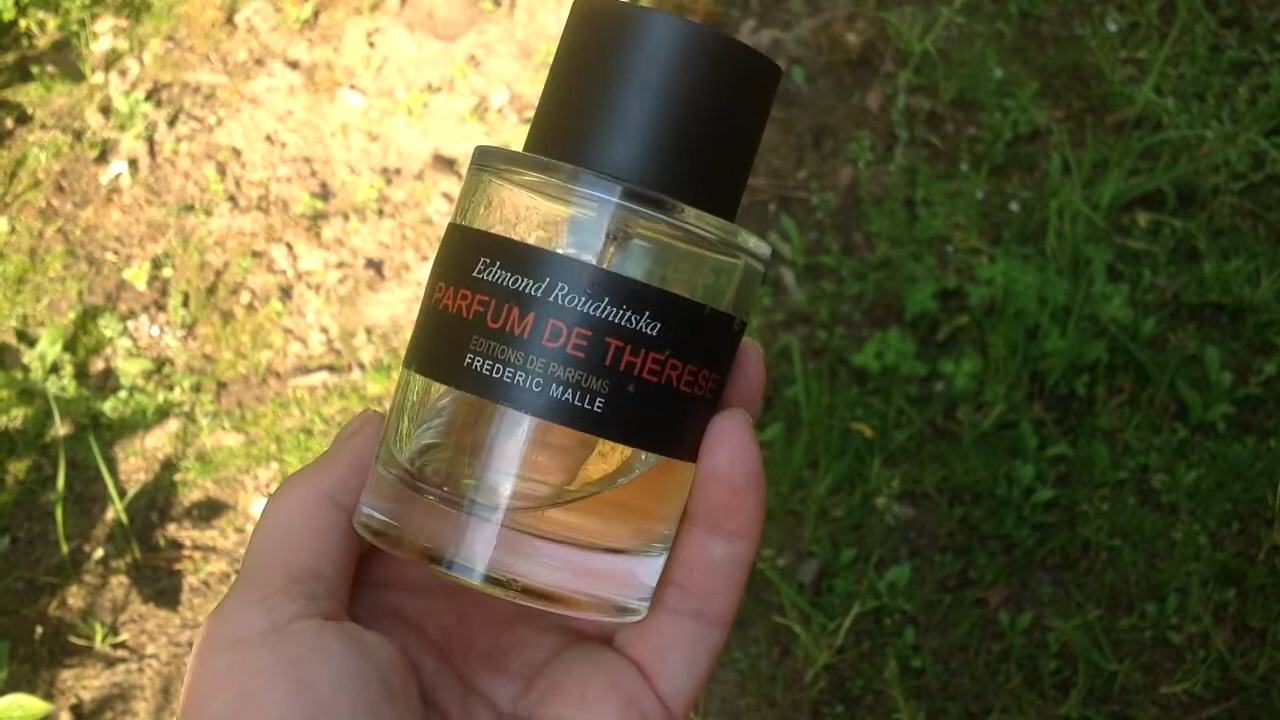 Edmond Roudnitska
PARFUM DE THERESE
EDITIONS DE PARFUMS
FREDERIC MALLE